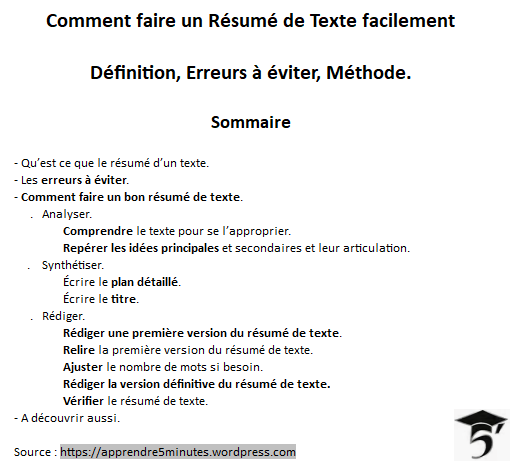 Comment faire un Résumé de Texte facilement
Définition, Erreurs à éviter, Méthode.
Sommaire
- Qu’est ce que le résumé d’un texte.
- Les erreurs à éviter.
- Comment faire un bon résumé de texte.
. Analyser.
Comprendre le texte pour se l’approprier.
Repérer les idées principales et secondaires et leur articulation.
. Synthétiser.
Écrire le plan détaillé.
Écrire le titre.
. Rédiger.
Rédiger une première version du résumé de texte.
Relire la première version du résumé de texte.
Ajuster le nombre de mots si besoin.
Rédiger la version définitive du résumé de texte.
Vérifier le résumé de texte.
- A découvrir aussi.
Source : https://apprendre5minutes.wordpress.com
5'